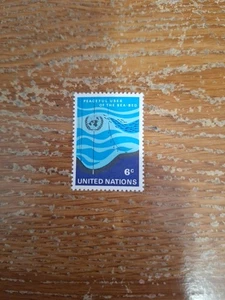 PEACEFUL USES
OF THE SEA-BED
6c
UNITED NATIONS